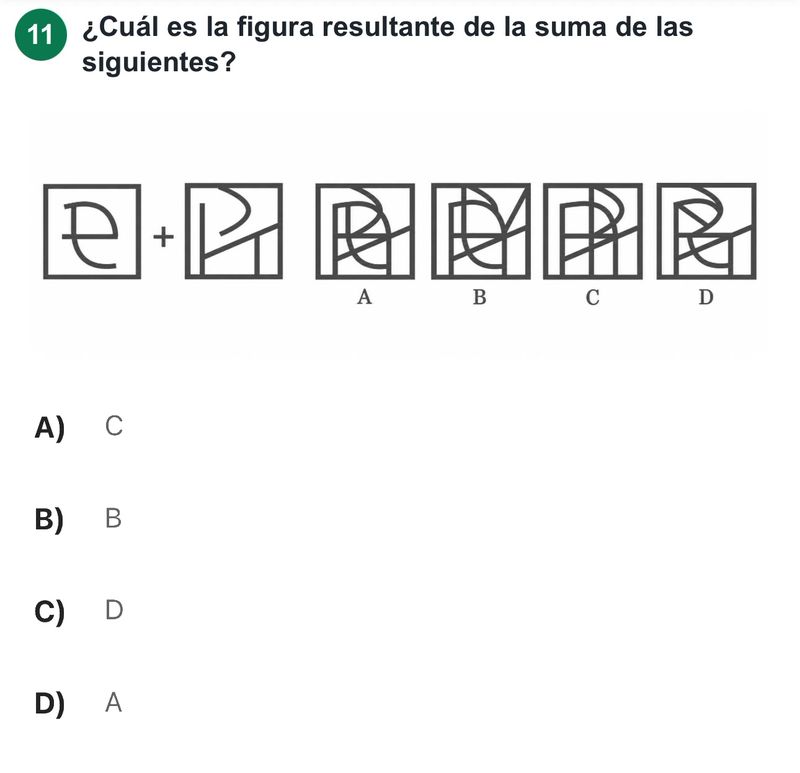 11 ¿Cuál es la figura resultante de la suma de las
siguientes?
+
A B C D
A) C
B) B
C) D
D) A